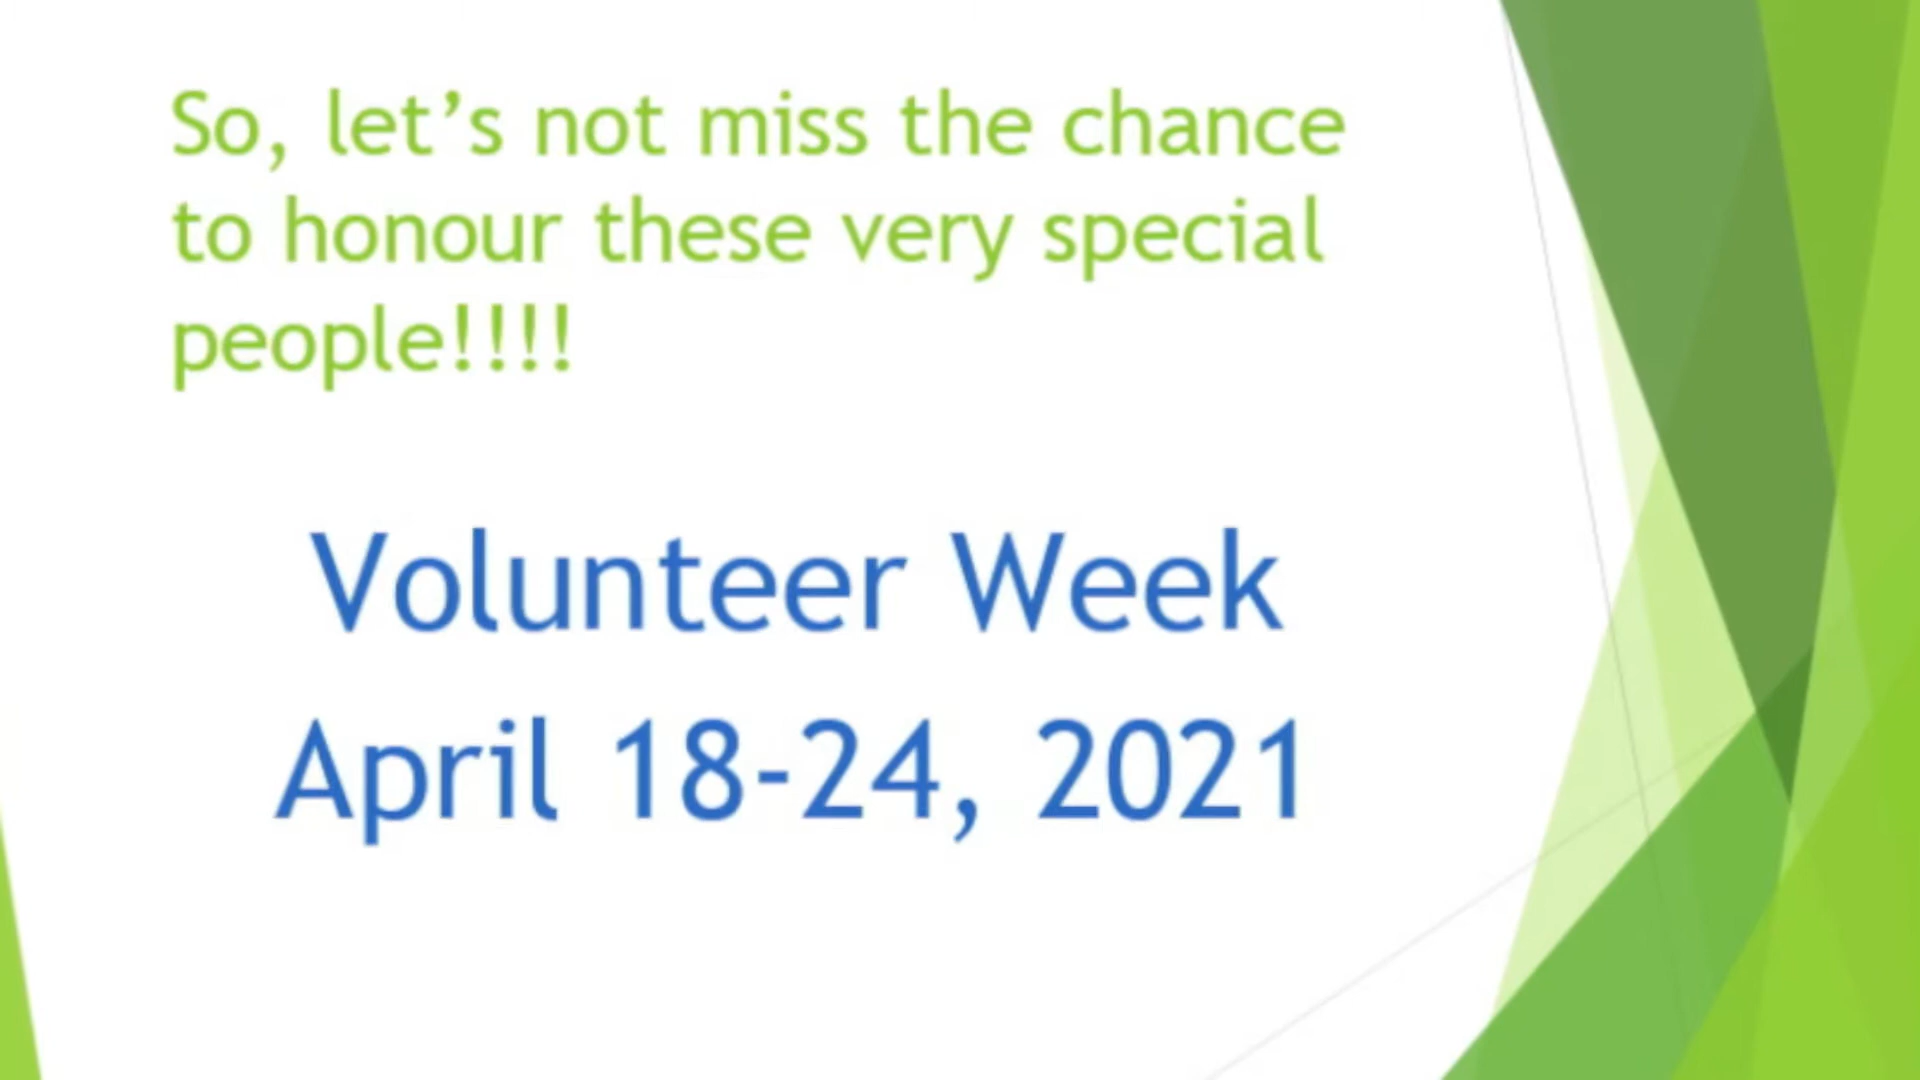 So, let’s not miss the chance
to honour these very special
people!!!!
Volunteer Week
April 18-24, 2021